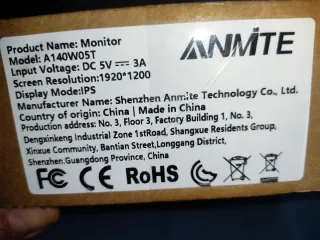 ANMITE
Product Name: Monitor
Model: A140W05T
Input Voltage: DC 5V ⎓ 3A
Screen Resolution:1920*1200
Display Mode:IPS
Manufacturer Name: Shenzhen Anmite Technology Co., Ltd.
Country of origin: China | Made in China
Production address: No. 3, Floor 3, Factory Building 1, No. 3,
Dengxinkeng Industrial Zone 1stRoad, Shangxue Residents Group,
Xinxue Community, Bantian Street,Longgang District,
Shenzhen.Guangdong Province, China
FC CE RoHS